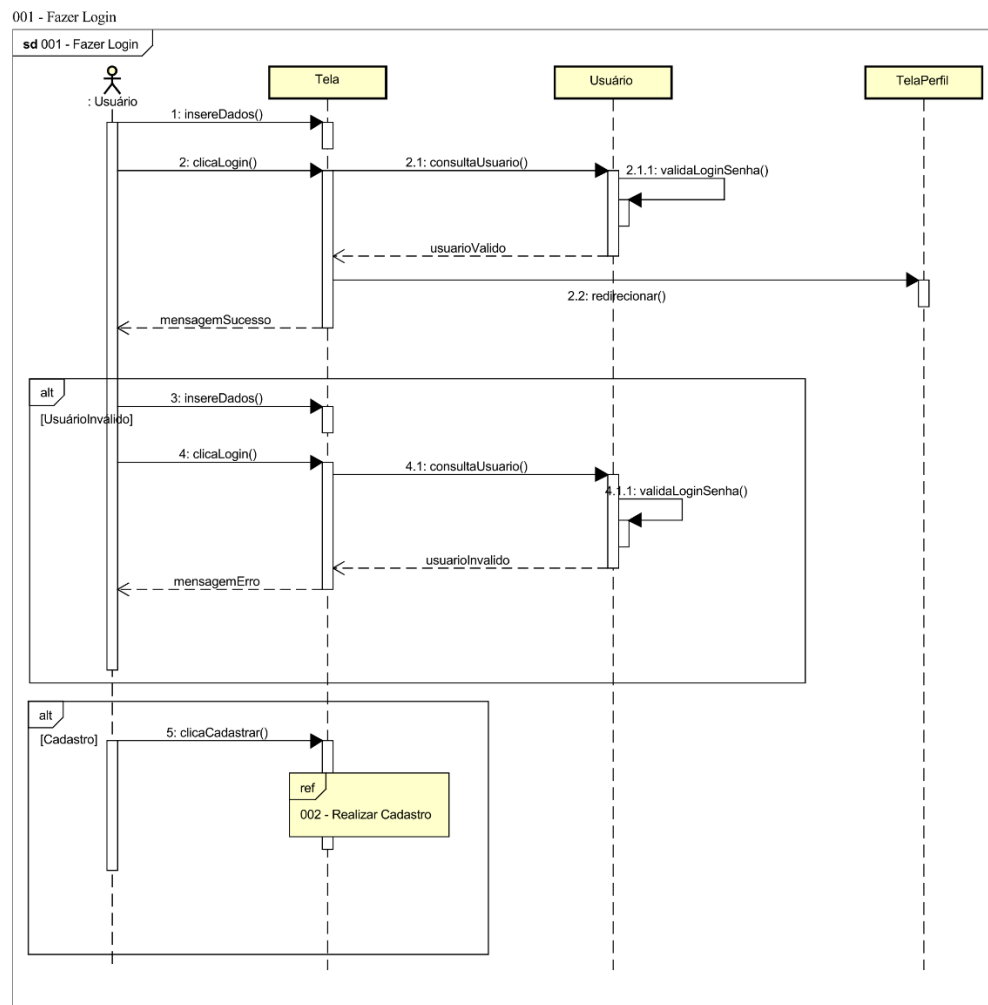 001 - Fazer Login
sd 001 - Fazer Login
: Usuário
Tela
Usuário
TelaPerfil
1: insereDados()
2: clicaLogin()
2.1: consultaUsuario()
2.1.1: validaLoginSenha()
usuarioValido
2.2: redirecionar()
mensagemSucesso
alt
[UsuárioInválido]
3: insereDados()
4: clicaLogin()
4.1: consultaUsuario()
4.1.1: validaLoginSenha()
usuarioInvalido
mensagemErro
alt
[Cadastro]
5: clicaCadastrar()
ref
002 - Realizar Cadastro